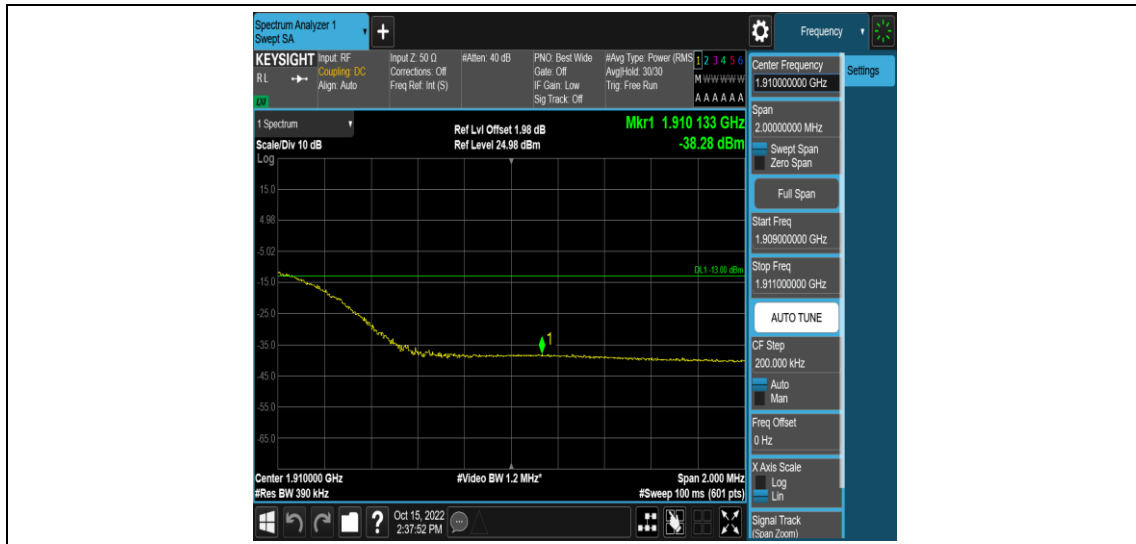 Spectrum Analyzer 1
Swept SA
+
Frequency
KEYSIGHT
RL
LXI
Input: RF
Coupling: DC
Align: Auto
Input Z: 50 Ω
Corrections: Off
Freq Ref: Int (S)
#Atten: 40 dB
PNO: Best Wide
Gate: Off
IF Gain: Low
Sig Track: Off
#Avg Type: Power (RMS
Avg|Hold: 30/30
Trig: Free Run
1 2 3 4 5 6
M W W W W W
A A A A A A
1 Spectrum
Scale/Div 10 dB
Log
Ref Lvl Offset 1.98 dB
Ref Level 24.98 dBm
Mkr1 1.910 133 GHz
-38.28 dBm
15.0
4.98
-5.02
DL1 -13.00 dBm
-15.0
-25.0
-35.0
1
-45.0
-55.0
-65.0
Center 1.910000 GHz
#Video BW 1.2 MHz*
Span 2.000 MHz
#Res BW 390 kHz
#Sweep 100 ms (601 pts)
?
Oct 15, 2022
2:37:52 PM
Center Frequency
1.910000000 GHz
Settings
Span
2.00000000 MHz
Swept Span
Zero Span
Full Span
Start Freq
1.909000000 GHz
Stop Freq
1.911000000 GHz
AUTO TUNE
CF Step
200.000 kHz
Auto
Man
Freq Offset
0 Hz
X Axis Scale
Log
Lin
Signal Track
(Span Zoom)